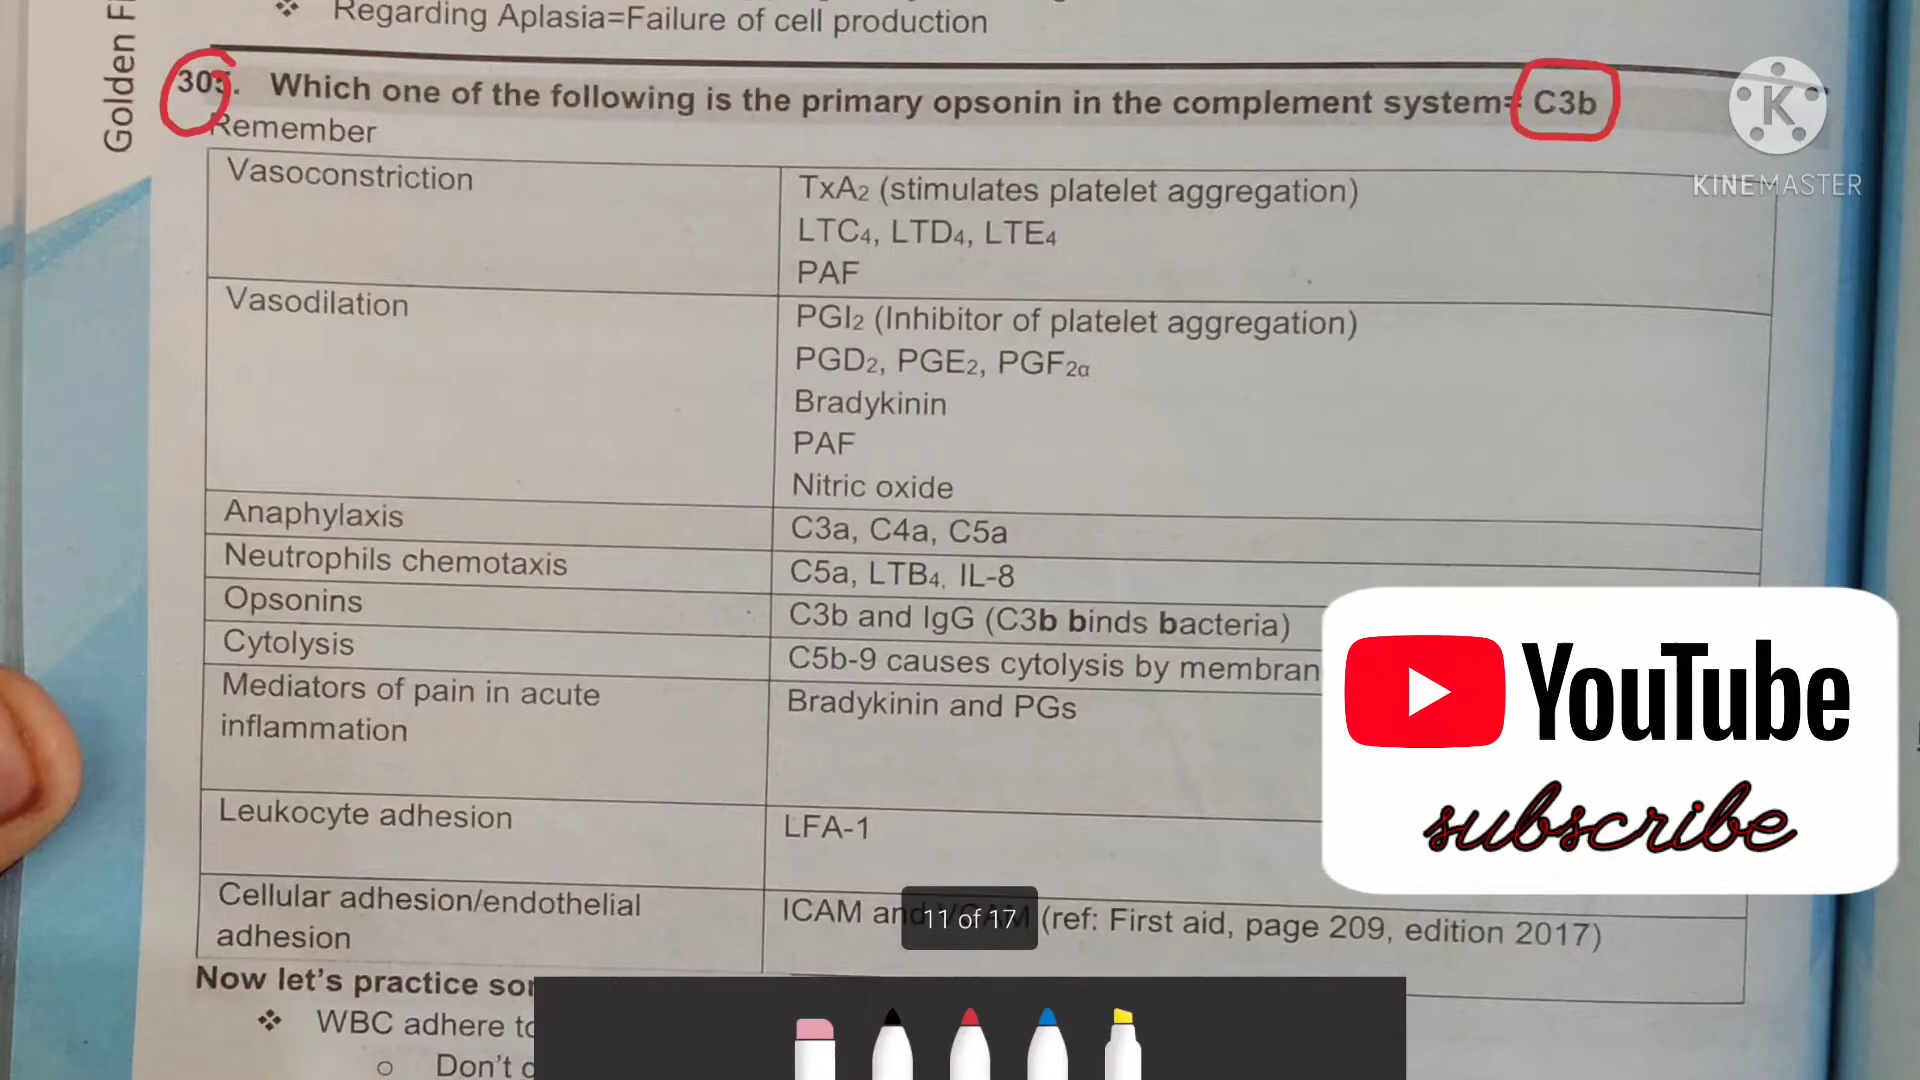 Golden Fi
Regarding Aplasia=Failure of cell production
305. Which one of the following is the primary opsonin in the complement system= C3b
Remember
Vasoconstriction
TxA2 (stimulates platelet aggregation)
LTC4, LTD4, LTE4
PAF
Vasodilation
PGI2 (Inhibitor of platelet aggregation)
PGD2, PGE2, PGF2α
Bradykinin
PAF
Nitric oxide
Anaphylaxis
C3a, C4a, C5a
Neutrophils chemotaxis
C5a, LTB4, IL-8
Opsonins
C3b and IgG (C3b binds bacteria)
Cytolysis
C5b-9 causes cytolysis by membran
Mediators of pain in acute
inflammation
Bradykinin and PGs
Leukocyte adhesion
LFA-1
Cellular adhesion/endothelial
adhesion
ICAM and VCAM (ref: First aid, page 209, edition 2017)
Now let's practice so
WBC adhere to
Don't
K
KINEMASTER
YouTube
subscribe
11 of 17